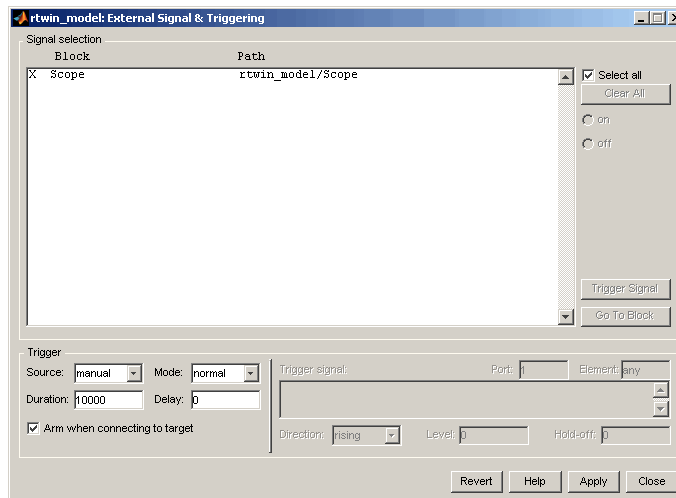 rtwin_model: External Signal & Triggering
Signal selection
Block Path
X Scope rtwin_model/Scope
Select all
Clear All
on
off
Trigger Signal
Go To Block
Trigger
Source: manual Mode: normal
Duration: 10000 Delay: 0
Arm when connecting to target
Trigger signal: Port: 1 Element: any
Direction: rising Level: 0 Hold-off: 0
Revert Help Apply Close